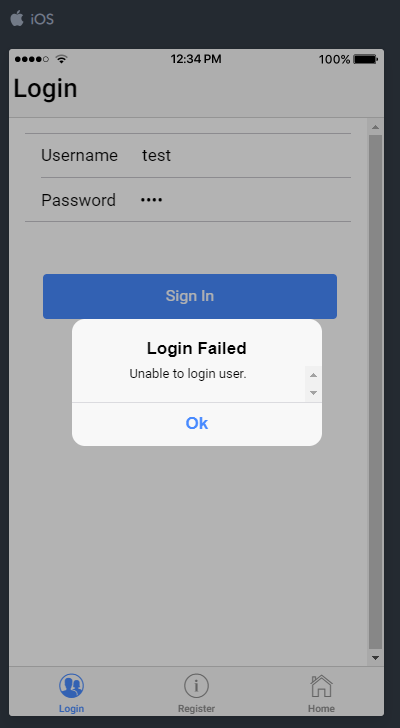 iOS
12:34 PM
100%
Login
Username test
Password ••••
Sign In
Login Failed
Unable to login user.
Ok
Login Register Home